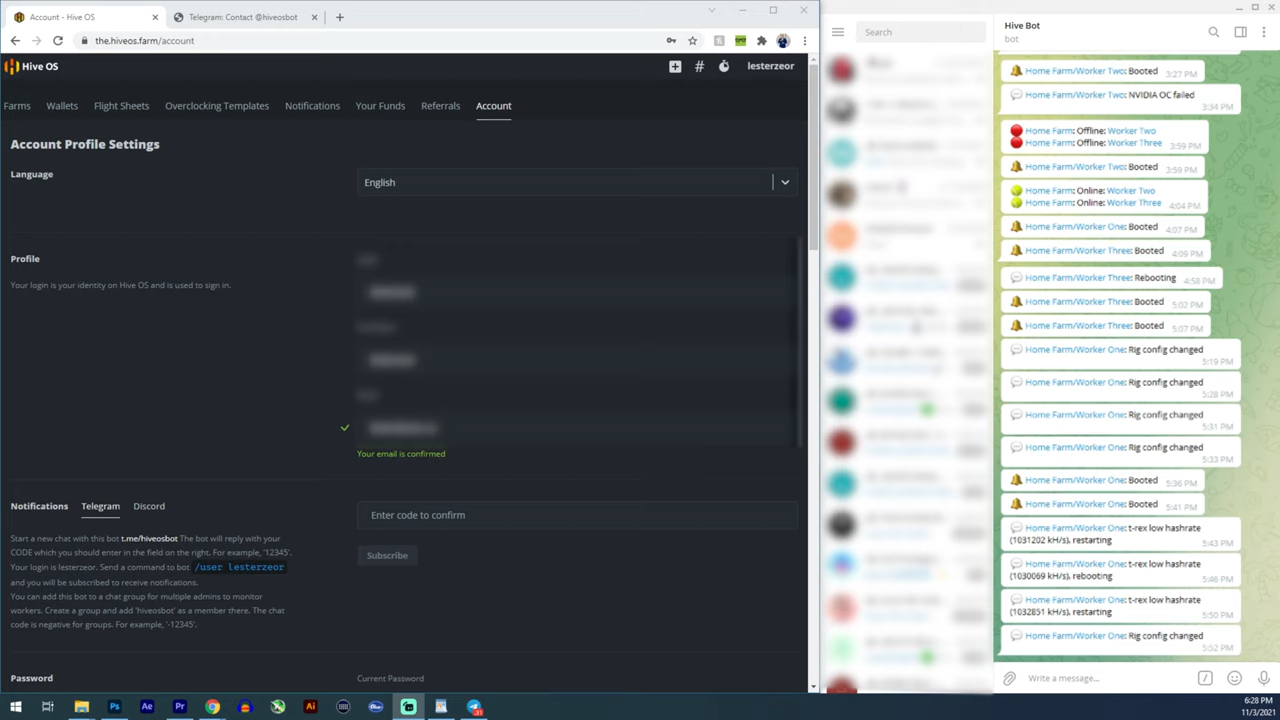 Account - Hive OS
Telegram: Contact @hiveosbot
the.hiveos.farm/account
Hive OS
lesterzeor
Farms
Wallets
Flight Sheets
Overclocking Templates
Notifications
Your Funds
Referrals
Account
Account Profile Settings
Language
English
Profile
Your login is your identity on Hive OS and is used to sign in.
Your email is confirmed
Notifications
Telegram
Discord
Enter code to confirm
Subscribe
Start a new chat with this bot t.me/hiveosbot The bot will reply with your
CODE which you should enter in the field on the right. For example, '12345'.
Your login is lesterzeor. Send a command to bot /user lesterzeor
and you will be subscribed to receive notifications.
You can add this bot to a chat group for multiple admins to monitor
workers. Create a group and add 'hiveosbot' as a member there. The chat
code is negative for groups. For example, '-12345'.
Password
Current Password
Search
Hive Bot
bot
Home Farm/Worker Two: Booted
3:27 PM
Home Farm/Worker Two: NVIDIA OC failed
3:34 PM
Home Farm: Offline: Worker Two
Home Farm: Offline: Worker Three
3:59 PM
Home Farm/Worker Two: Booted
3:59 PM
Home Farm: Online: Worker Two
Home Farm: Online: Worker Three
4:04 PM
Home Farm/Worker One: Booted
4:07 PM
Home Farm/Worker Three: Booted
4:09 PM
Home Farm/Worker Three: Rebooting
4:58 PM
Home Farm/Worker Three: Booted
5:02 PM
Home Farm/Worker Three: Booted
5:07 PM
Home Farm/Worker One: Rig config changed
5:19 PM
Home Farm/Worker One: Rig config changed
5:28 PM
Home Farm/Worker One: Rig config changed
5:31 PM
Home Farm/Worker One: Rig config changed
5:33 PM
Home Farm/Worker One: Booted
5:36 PM
Home Farm/Worker One: Booted
5:41 PM
Home Farm/Worker One: t-rex low hashrate
(1031202 kH/s), restarting
5:43 PM
Home Farm/Worker One: t-rex low hashrate
(1030069 kH/s), rebooting
5:46 PM
Home Farm/Worker One: t-rex low hashrate
(1032851 kH/s), restarting
5:50 PM
Home Farm/Worker One: Rig config changed
5:52 PM
Write a message...
6:28 PM
11/3/2021